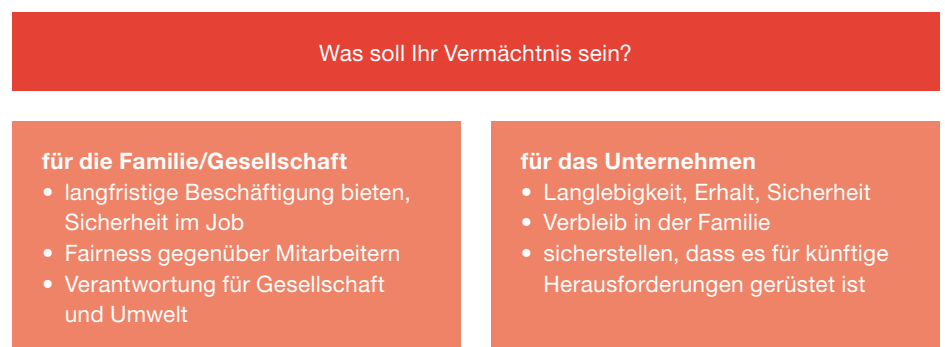 Was soll Ihr Vermächtnis sein?
für die Familie/Gesellschaft
• langfristige Beschäftigung bieten,
Sicherheit im Job
• Fairness gegenüber Mitarbeitern
• Verantwortung für Gesellschaft
und Umwelt
für das Unternehmen
• Langlebigkeit, Erhalt, Sicherheit
• Verbleib in der Familie
• sicherstellen, dass es für künftige
Herausforderungen gerüstet ist